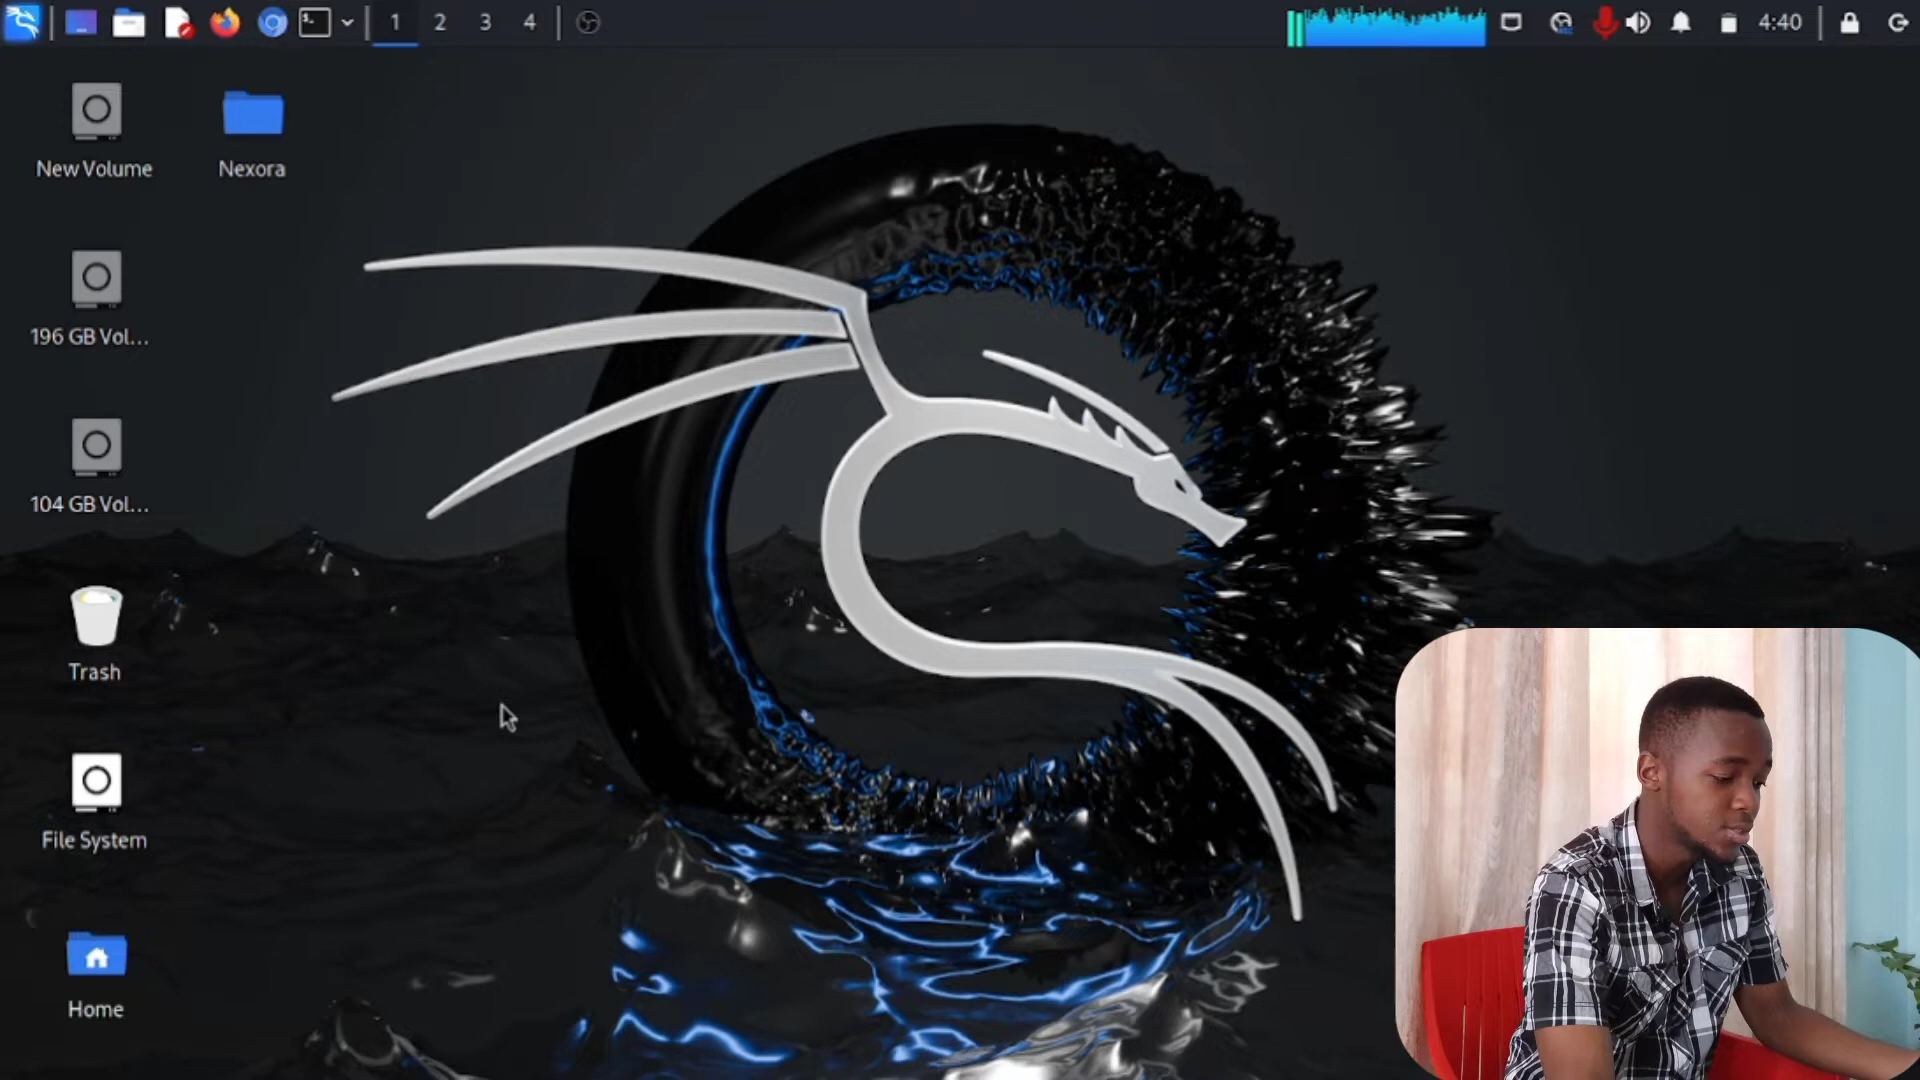 1 2 3 4
4:40
New Volume
Nexora
196 GB Vol...
104 GB Vol...
Trash
File System
Home